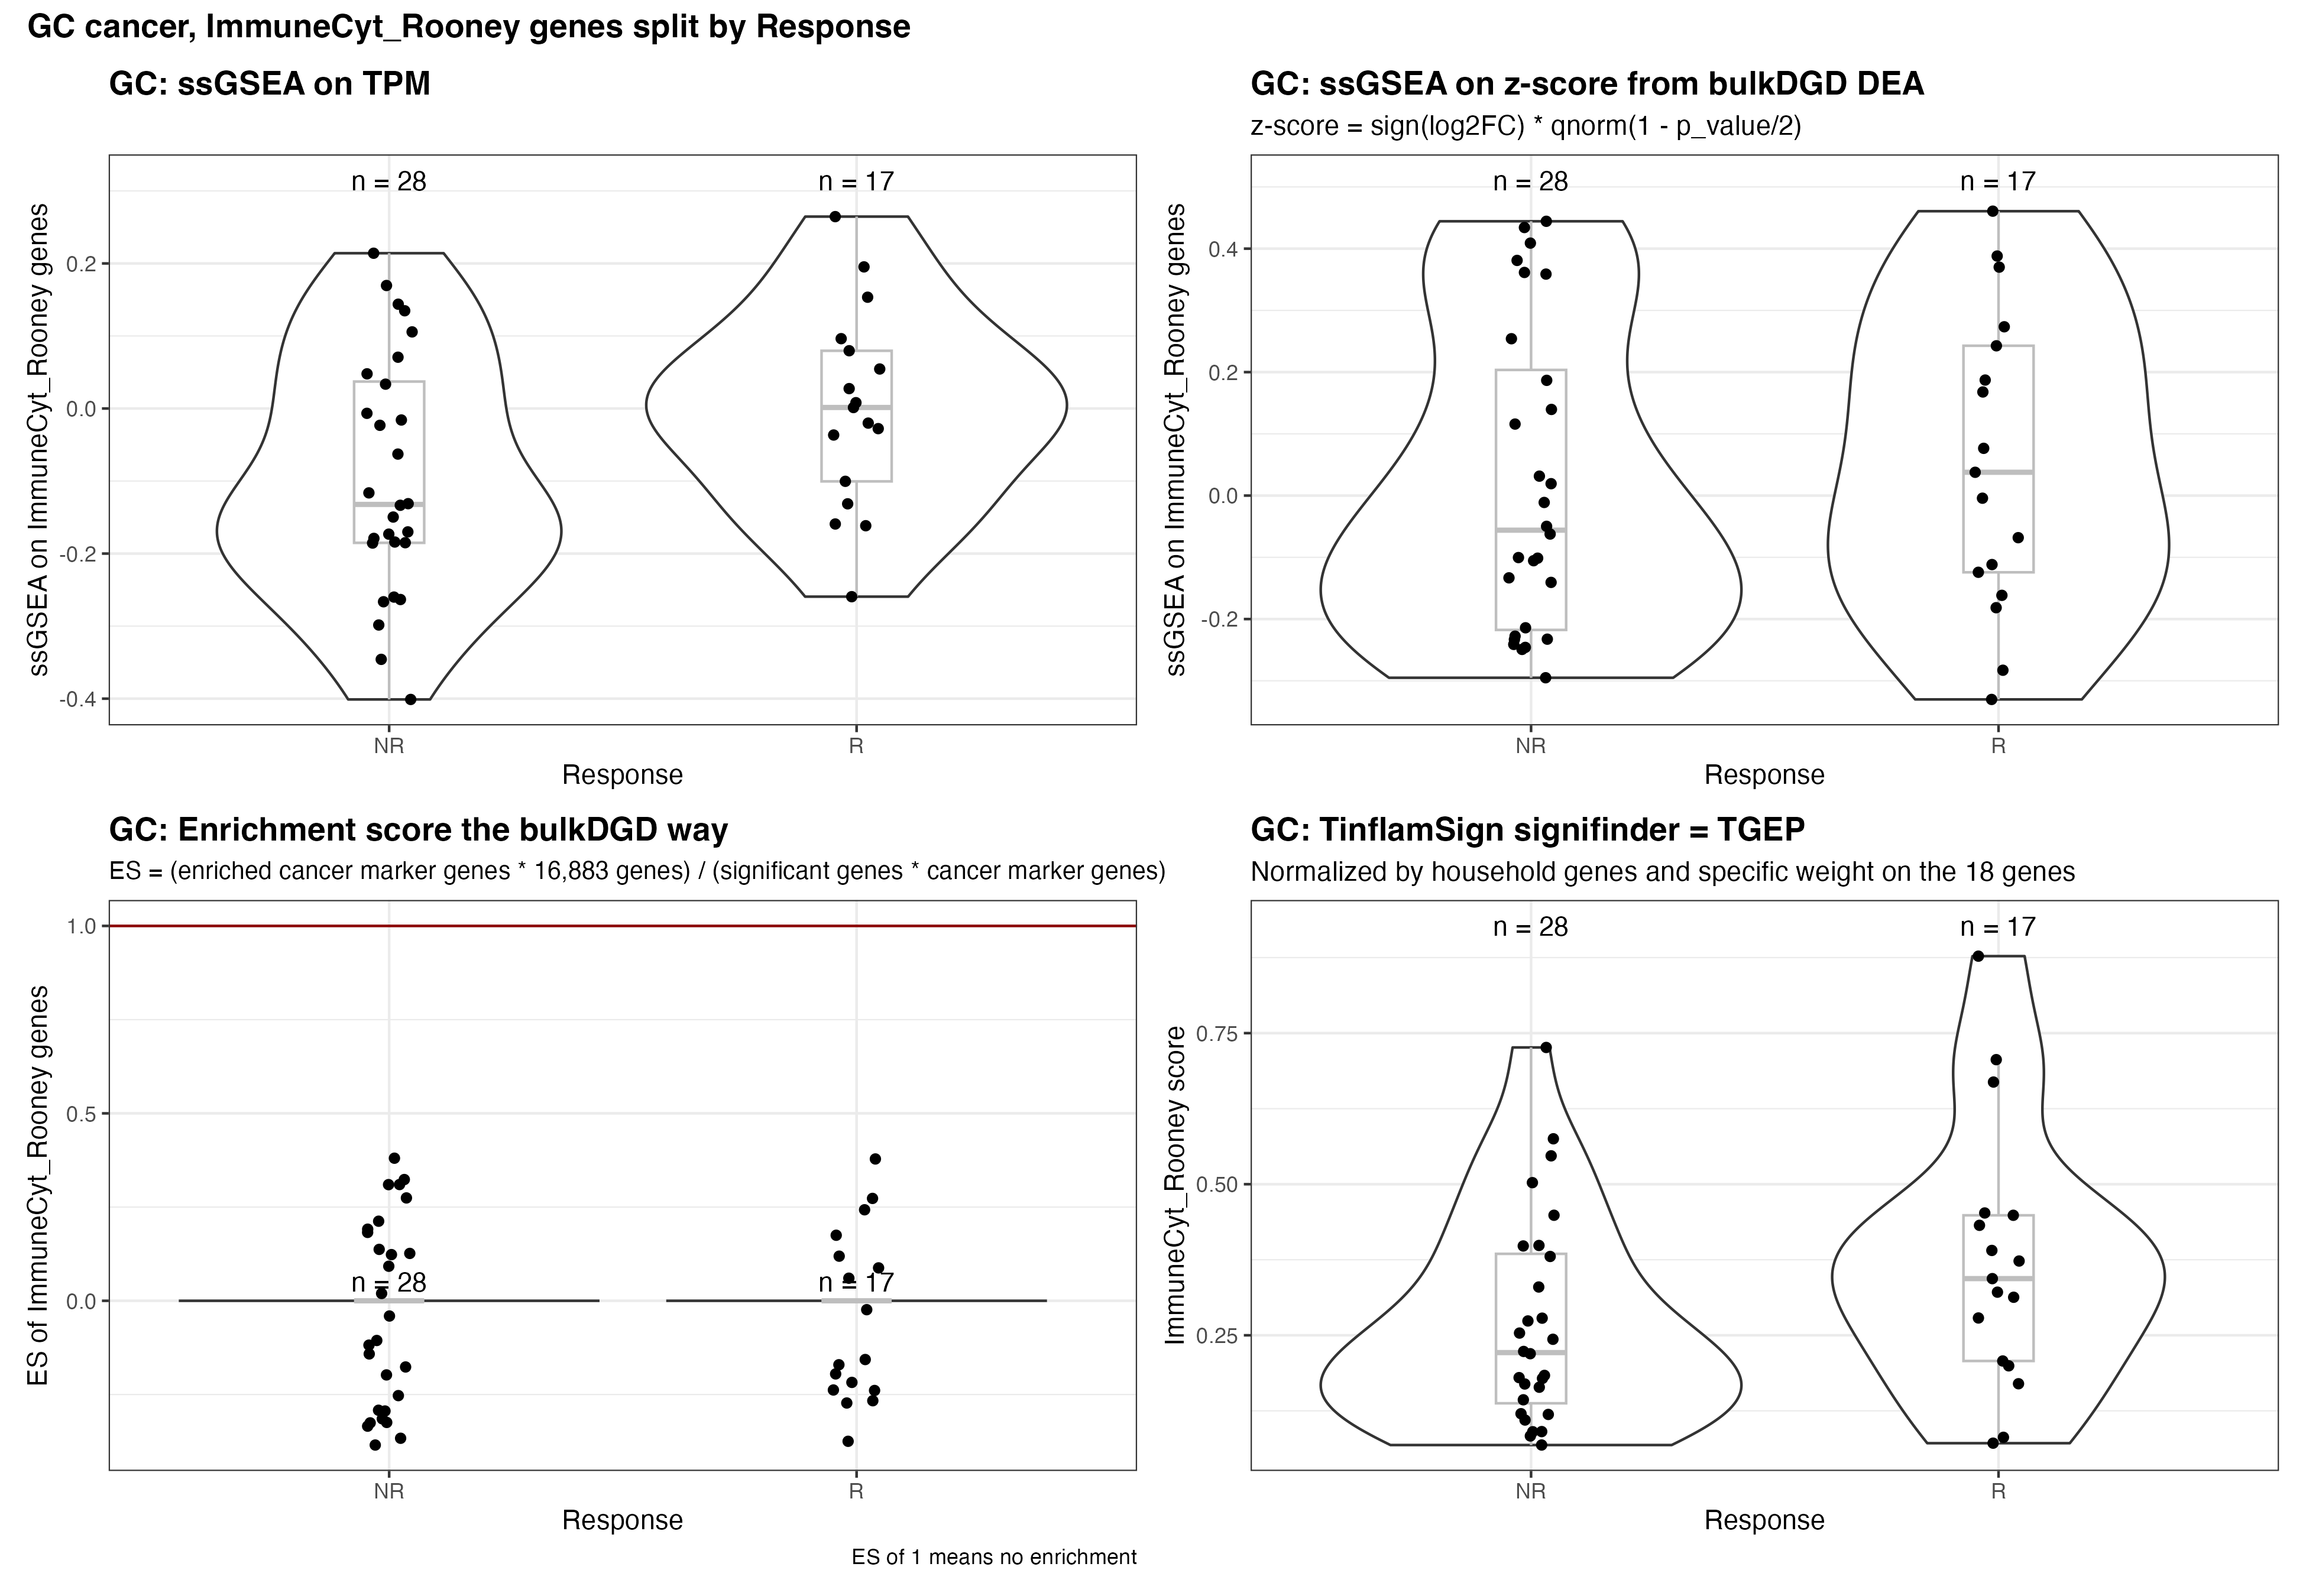 GC cancer, ImmuneCyt_Rooney genes split by Response
GC: ssGSEA on TPM
ssGSEA on ImmuneCyt_Rooney genes
n = 28
n = 17
0.2
0.0
-0.2
-0.4
NR
R
Response
GC: ssGSEA on z-score from bulkDGD DEA
z-score = sign(log2FC) * qnorm(1 - p_value/2)
ssGSEA on ImmuneCyt_Rooney genes
n = 28
n = 17
0.4
0.2
0.0
-0.2
NR
R
Response
GC: Enrichment score the bulkDGD way
ES = (enriched cancer marker genes * 16,883 genes) / (significant genes * cancer marker genes)
ES of ImmuneCyt_Rooney genes
1.0
0.5
0.0
n = 28
n = 17
NR
R
Response
ES of 1 means no enrichment
GC: TinflamSign signifinder = TGEP
Normalized by household genes and specific weight on the 18 genes
ImmuneCyt_Rooney score
n = 28
n = 17
0.75
0.50
0.25
NR
R
Response